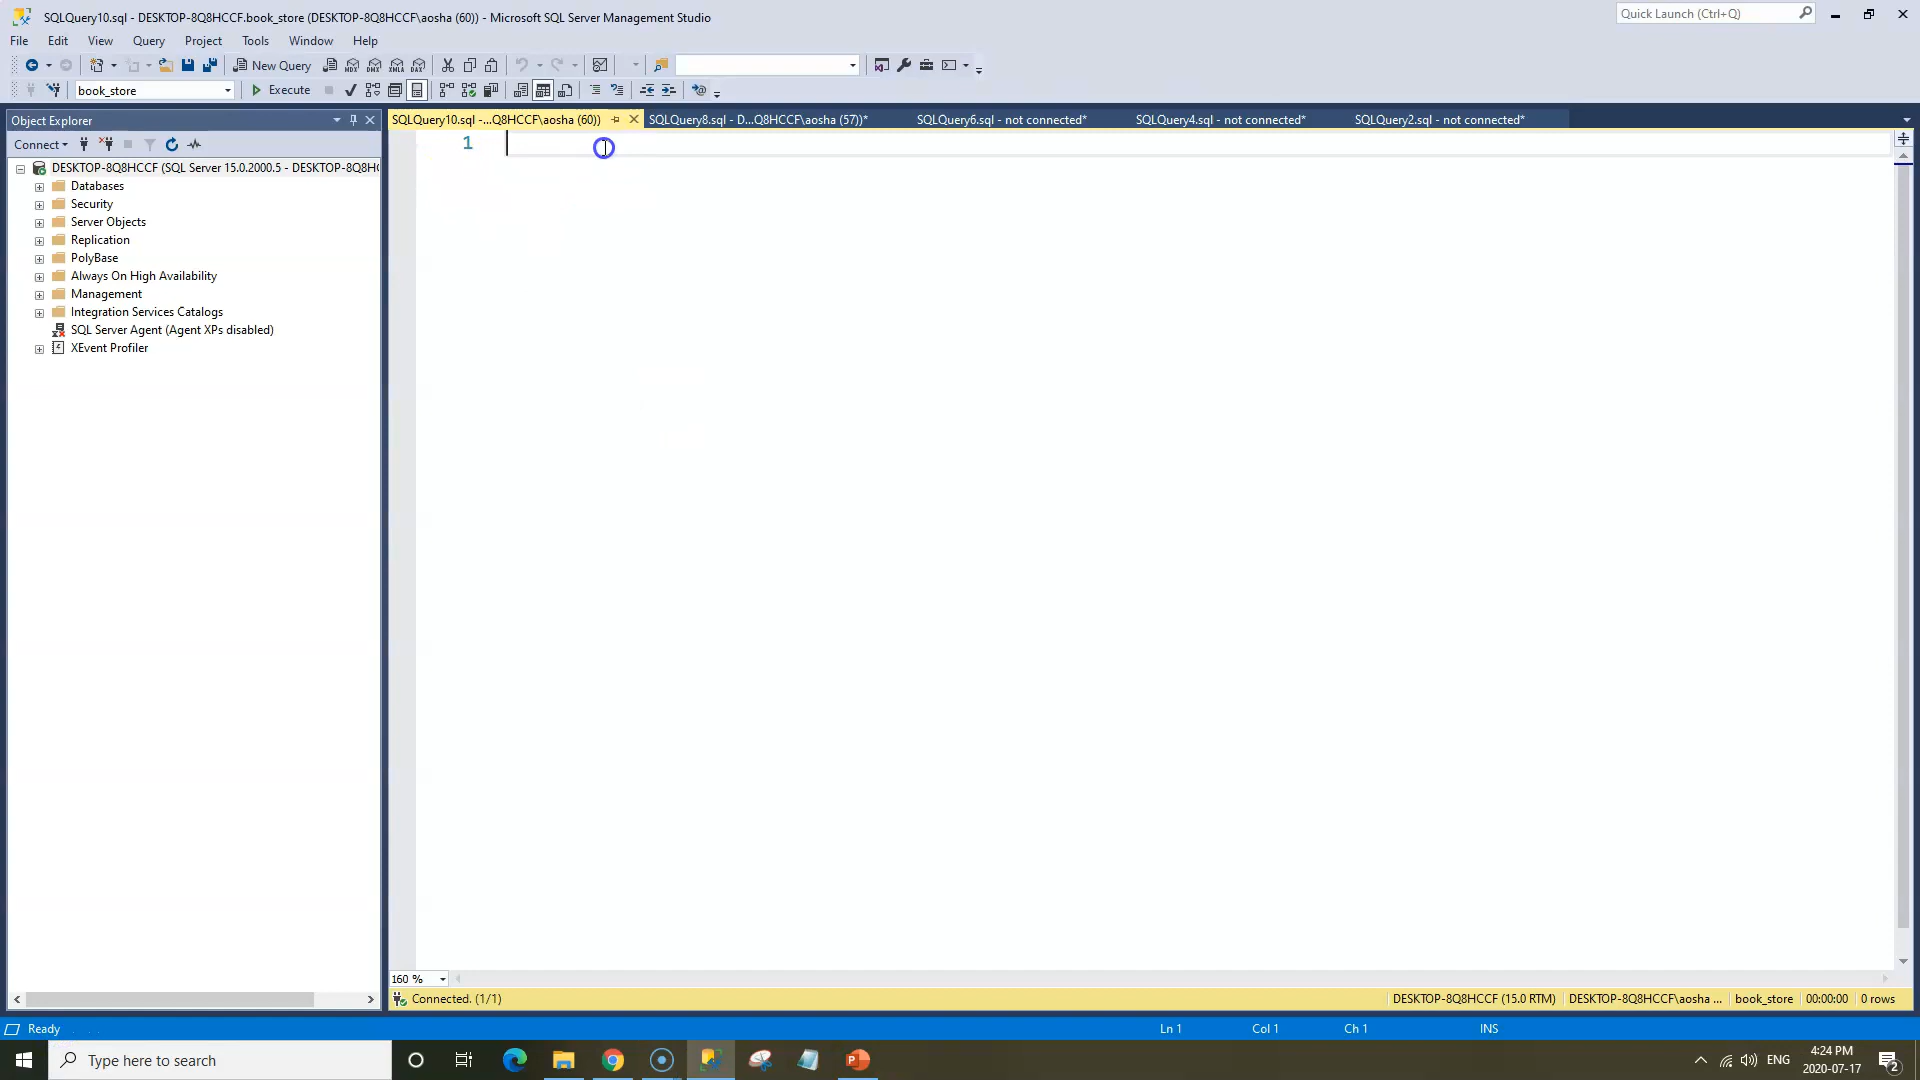 SQLQuery10.sql - DESKTOP-8Q8HCCF.book_store (DESKTOP-8Q8HCCF\aosha (60)) - Microsoft SQL Server Management Studio
Quick Launch (Ctrl+Q)
File Edit View Query Project Tools Window Help
New Query
book_store
Execute
Object Explorer
SQLQuery10.sql -...Q8HCCF\aosha (60))
SQLQuery8.sql - D...Q8HCCF\aosha (57))*
SQLQuery6.sql - not connected*
SQLQuery4.sql - not connected*
SQLQuery2.sql - not connected*
Connect
1
DESKTOP-8Q8HCCF (SQL Server 15.0.2000.5 - DESKTOP-8Q8H
Databases
Security
Server Objects
Replication
PolyBase
Always On High Availability
Management
Integration Services Catalogs
SQL Server Agent (Agent XPs disabled)
XEvent Profiler
160 %
Connected. (1/1)
DESKTOP-8Q8HCCF (15.0 RTM)
DESKTOP-8Q8HCCF\aosha ...
book_store
00:00:00
0 rows
Ready
Ln 1
Col 1
Ch 1
INS
Type here to search
ENG
4:24 PM
2020-07-17
2